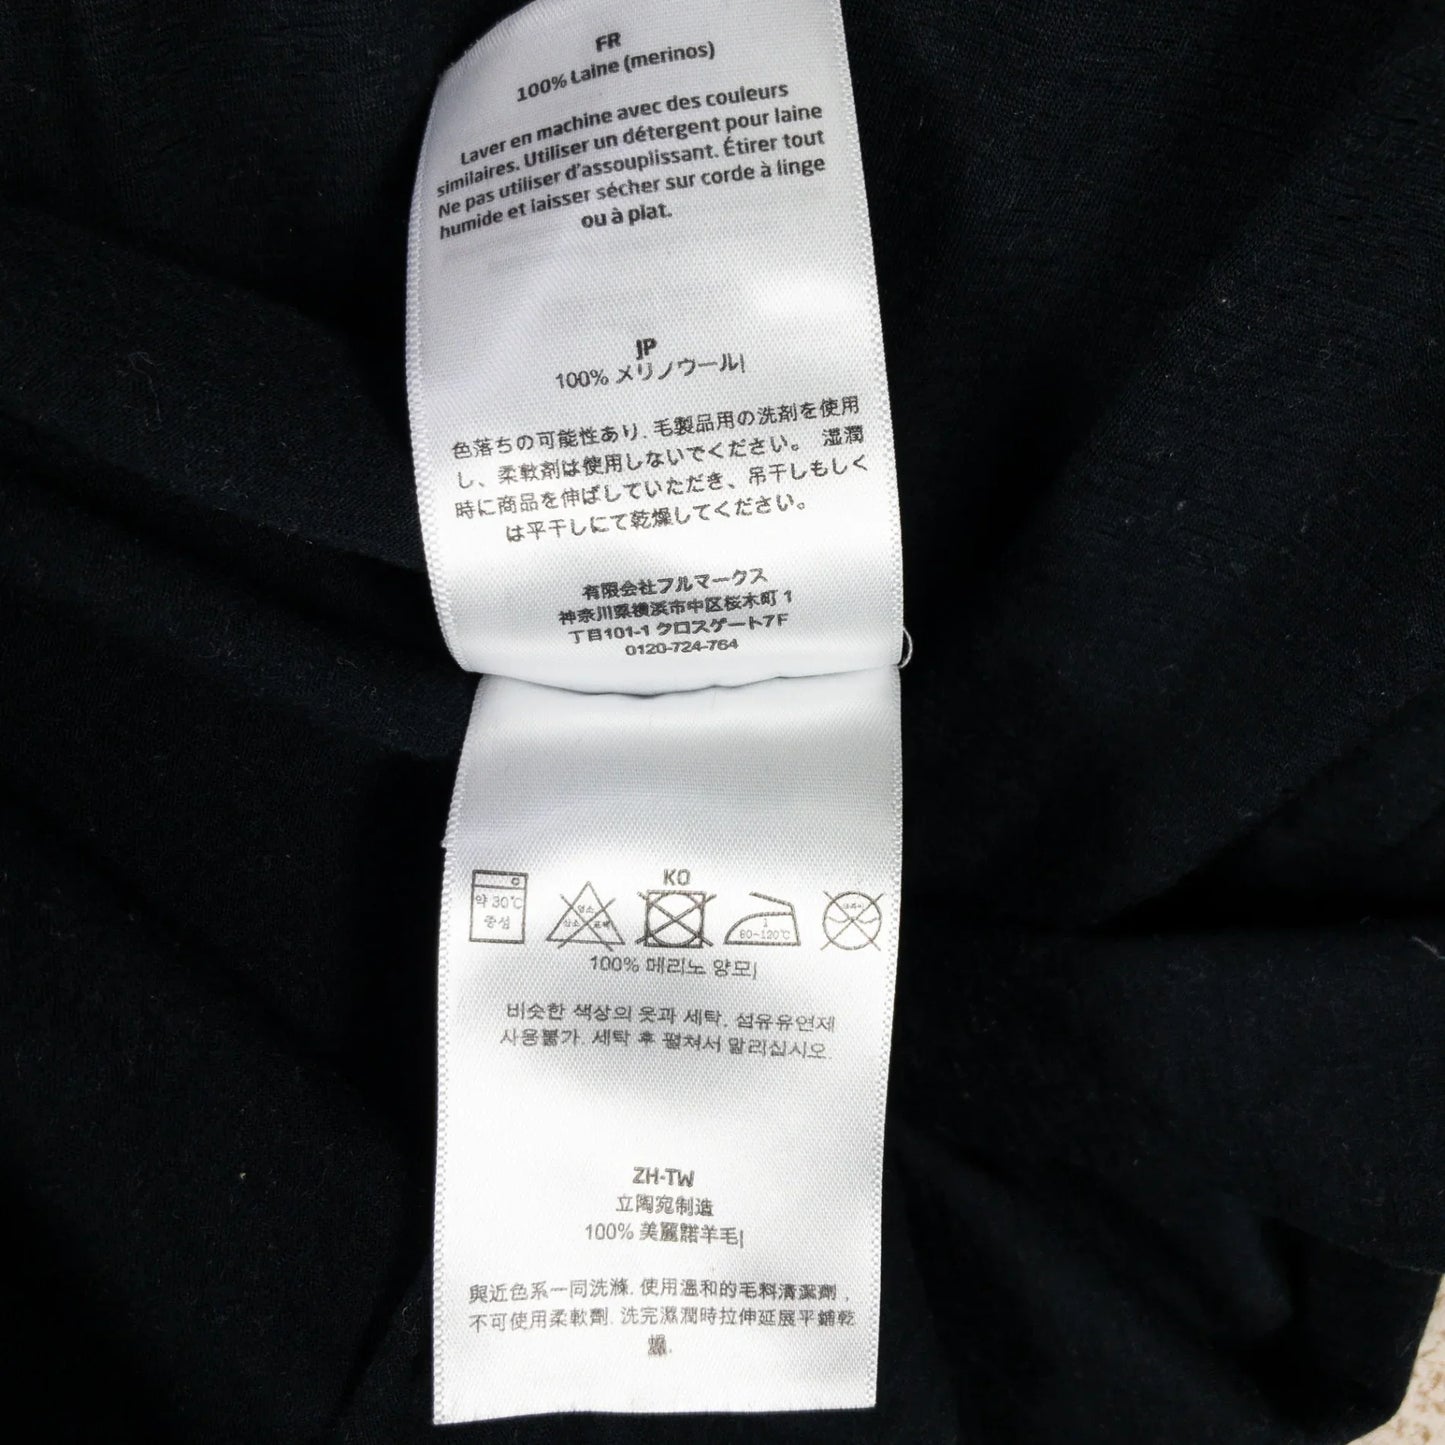 FR
100% Laine (merinos)
Laver en machine avec des couleurs
similaires. Utiliser un détergent pour laine
Ne pas utiliser d'assouplissant. Étirer tout
humide et laisser sécher sur corde à linge
ou à plat.
JP
100% メリノウール|
色落ちの可能性あり. 毛製品用の洗剤を使用
し、柔軟剤は使用しないでください。 湿潤
時に商品を伸ばしていただき、吊干しもしく
は平干しにて乾燥してください。
有限会社フルマークス
神奈川県横浜市中区桜木町 1
丁目101-1 クロスゲート7F
0120-724-764
KO
약 30℃
중성
염소
산소 표백
1
80~120℃
드라이
100% 메리노 양모|
비슷한 색상의 옷과 세탁. 섬유유연제
사용불가. 세탁 후 펼쳐서 말리십시오.
ZH-TW
立陶宛制造
100% 美麗諾羊毛|
與近色系一同洗滌. 使用溫和的毛料清潔劑 ,
不可使用柔軟劑. 洗完濕潤時拉伸延展平鋪乾
燥.